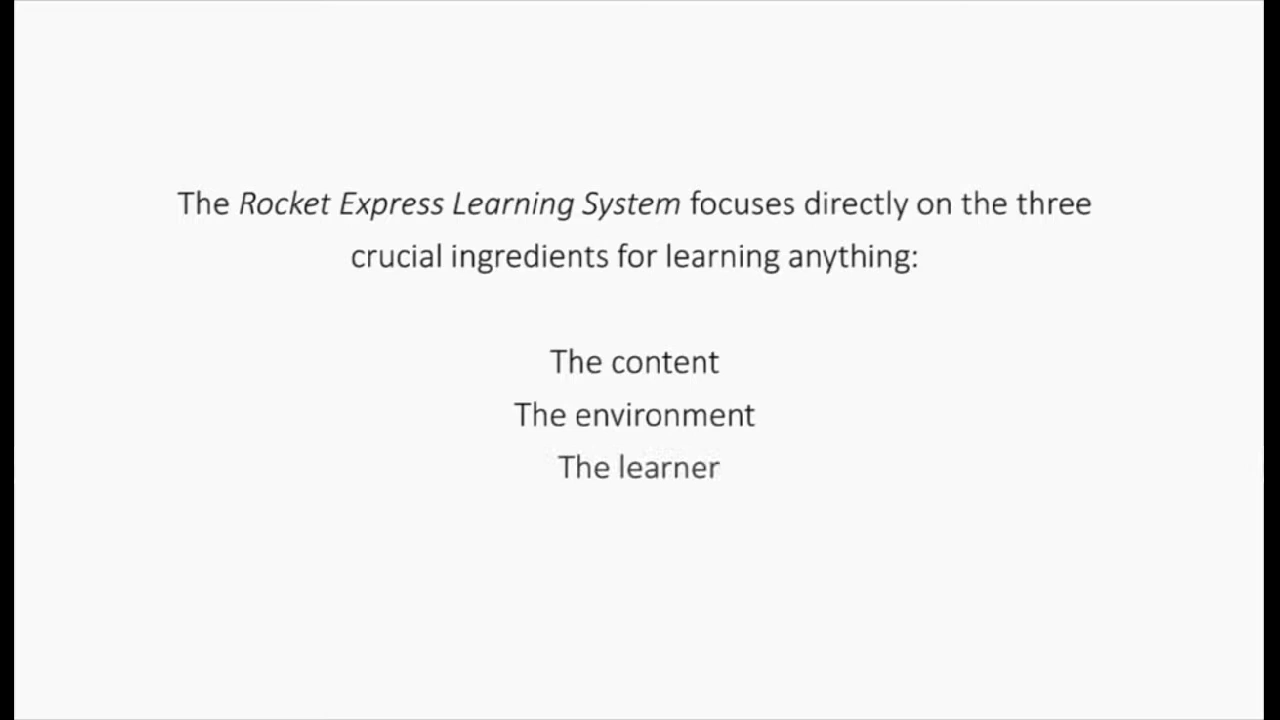 The Rocket Express Learning System focuses directly on the three
crucial ingredients for learning anything:
The content
The environment
The learner